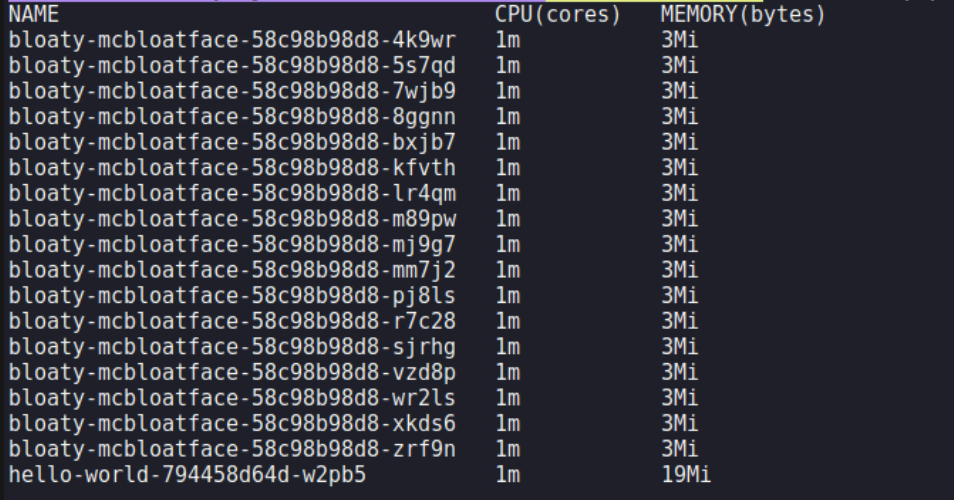 NAME CPU(cores) MEMORY(bytes)
bloaty-mcbloatface-58c98b98d8-4k9wr 1m 3Mi
bloaty-mcbloatface-58c98b98d8-5s7qd 1m 3Mi
bloaty-mcbloatface-58c98b98d8-7wjb9 1m 3Mi
bloaty-mcbloatface-58c98b98d8-8ggnn 1m 3Mi
bloaty-mcbloatface-58c98b98d8-bxjb7 1m 3Mi
bloaty-mcbloatface-58c98b98d8-kfvth 1m 3Mi
bloaty-mcbloatface-58c98b98d8-lr4qm 1m 3Mi
bloaty-mcbloatface-58c98b98d8-m89pw 1m 3Mi
bloaty-mcbloatface-58c98b98d8-mj9g7 1m 3Mi
bloaty-mcbloatface-58c98b98d8-mm7j2 1m 3Mi
bloaty-mcbloatface-58c98b98d8-pj8ls 1m 3Mi
bloaty-mcbloatface-58c98b98d8-r7c28 1m 3Mi
bloaty-mcbloatface-58c98b98d8-sjrhg 1m 3Mi
bloaty-mcbloatface-58c98b98d8-vzd8p 1m 3Mi
bloaty-mcbloatface-58c98b98d8-wr2ls 1m 3Mi
bloaty-mcbloatface-58c98b98d8-xkds6 1m 3Mi
bloaty-mcbloatface-58c98b98d8-zrf9n 1m 3Mi
hello-world-794458d64d-w2pb5 1m 19Mi